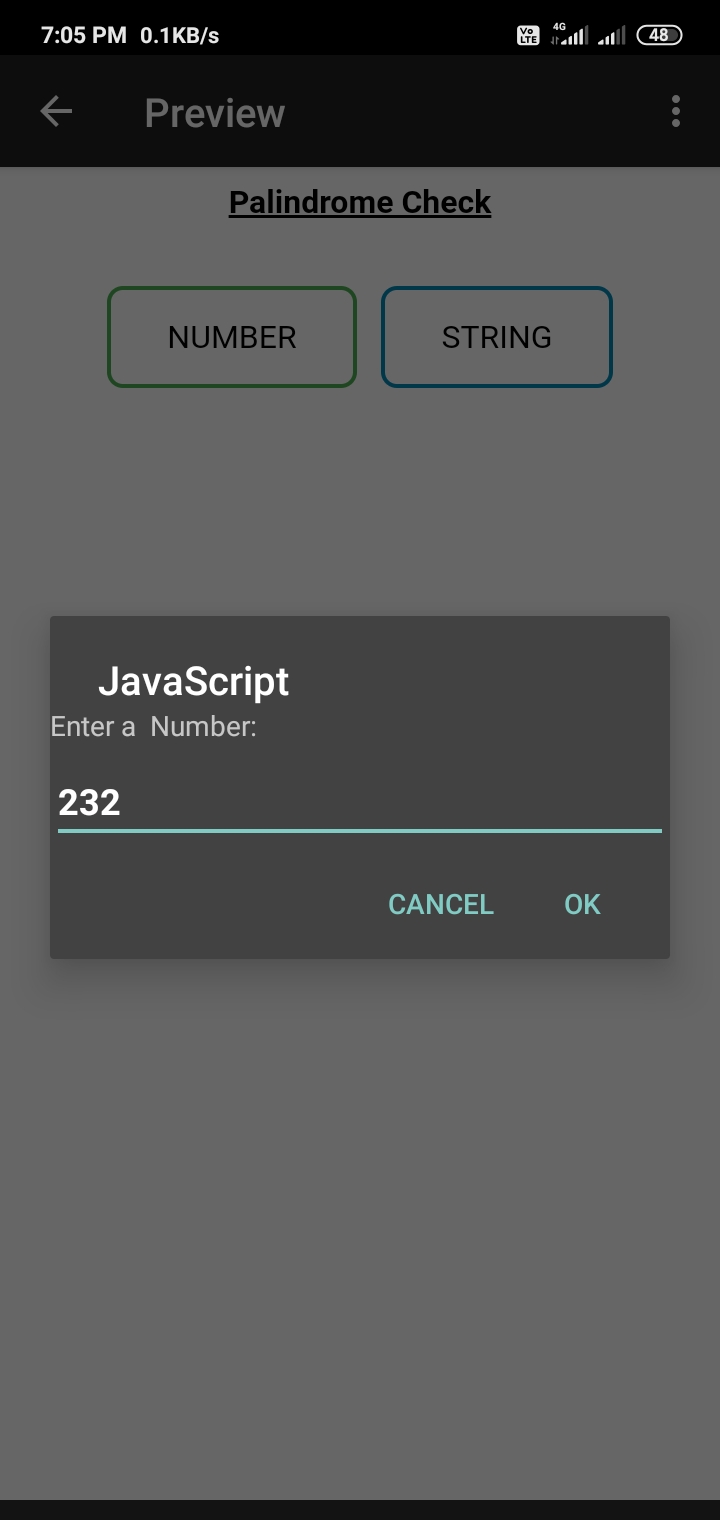 7:05 PM 0.1KB/s Vo LTE 4G 48
Preview
Palindrome Check
NUMBER STRING
JavaScript
Enter a  Number:
232
CANCEL OK